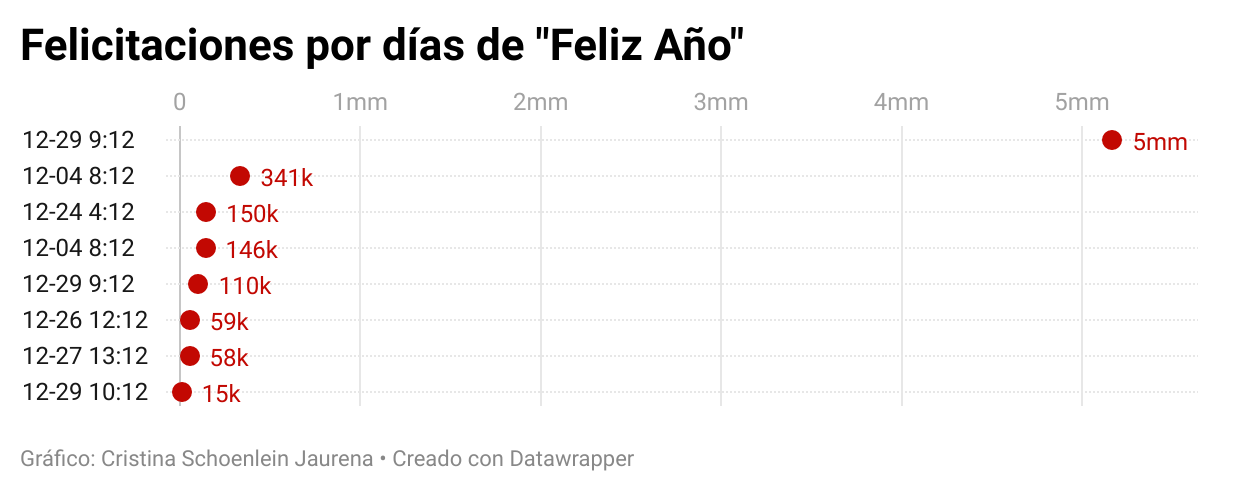 Felicitaciones por días de "Feliz Año"
0 1mm 2mm 3mm 4mm 5mm
12-29 9:12 5mm
12-04 8:12 341k
12-24 4:12 150k
12-04 8:12 146k
12-29 9:12 110k
12-26 12:12 59k
12-27 13:12 58k
12-29 10:12 15k
Gráfico: Cristina Schoenlein Jaurena • Creado con Datawrapper